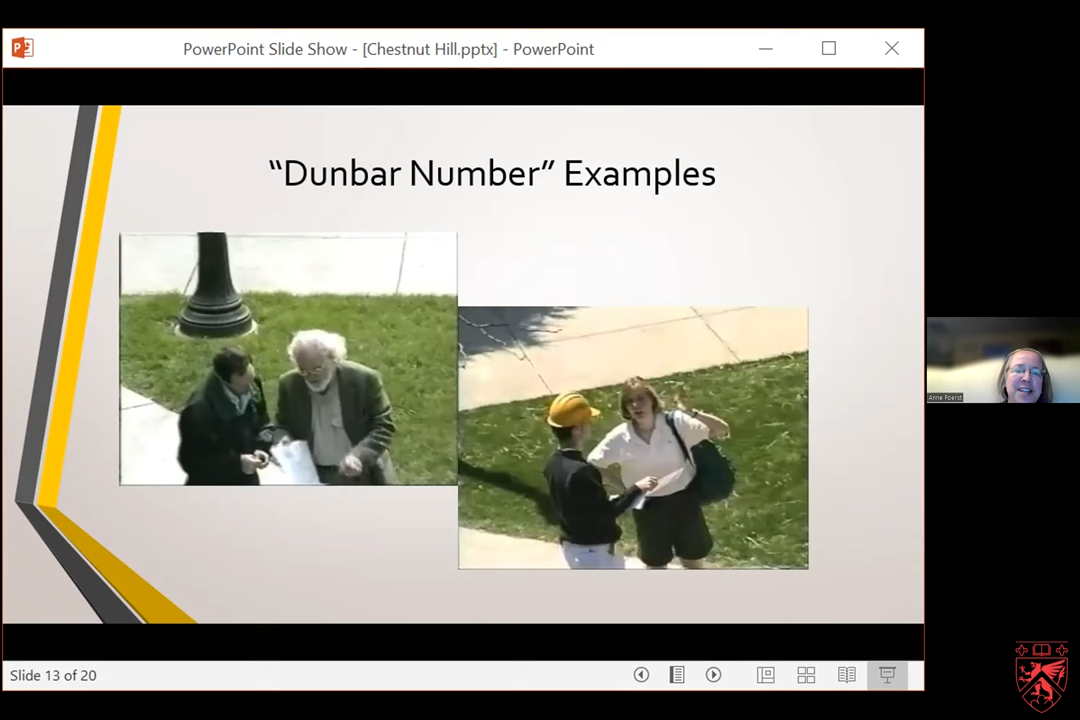 PowerPoint Slide Show - [Chestnut Hill.pptx] - PowerPoint
“Dunbar Number” Examples
Anne Foerst
Slide 13 of 20